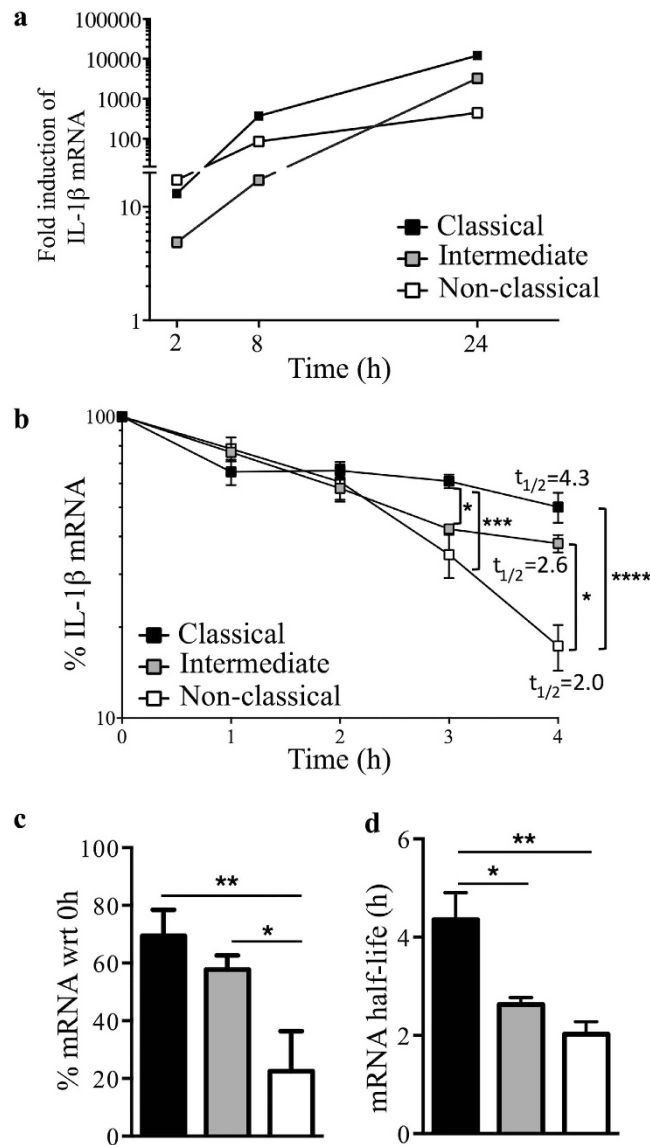 a
Fold induction of
IL-1β mRNA
100000
10000
1000
100
10
1
2
8
24
Time (h)
Classical
Intermediate
Non-classical
b
% IL-1β mRNA
100
10
0
1
2
3
4
Time (h)
Classical
Intermediate
Non-classical
*
***
t1/2=4.3
t1/2=2.6
*
****
t1/2=2.0
c
% mRNA wrt 0h
100
80
60
40
20
0
**
*
d
mRNA half-life (h)
6
4
2
0
**
*